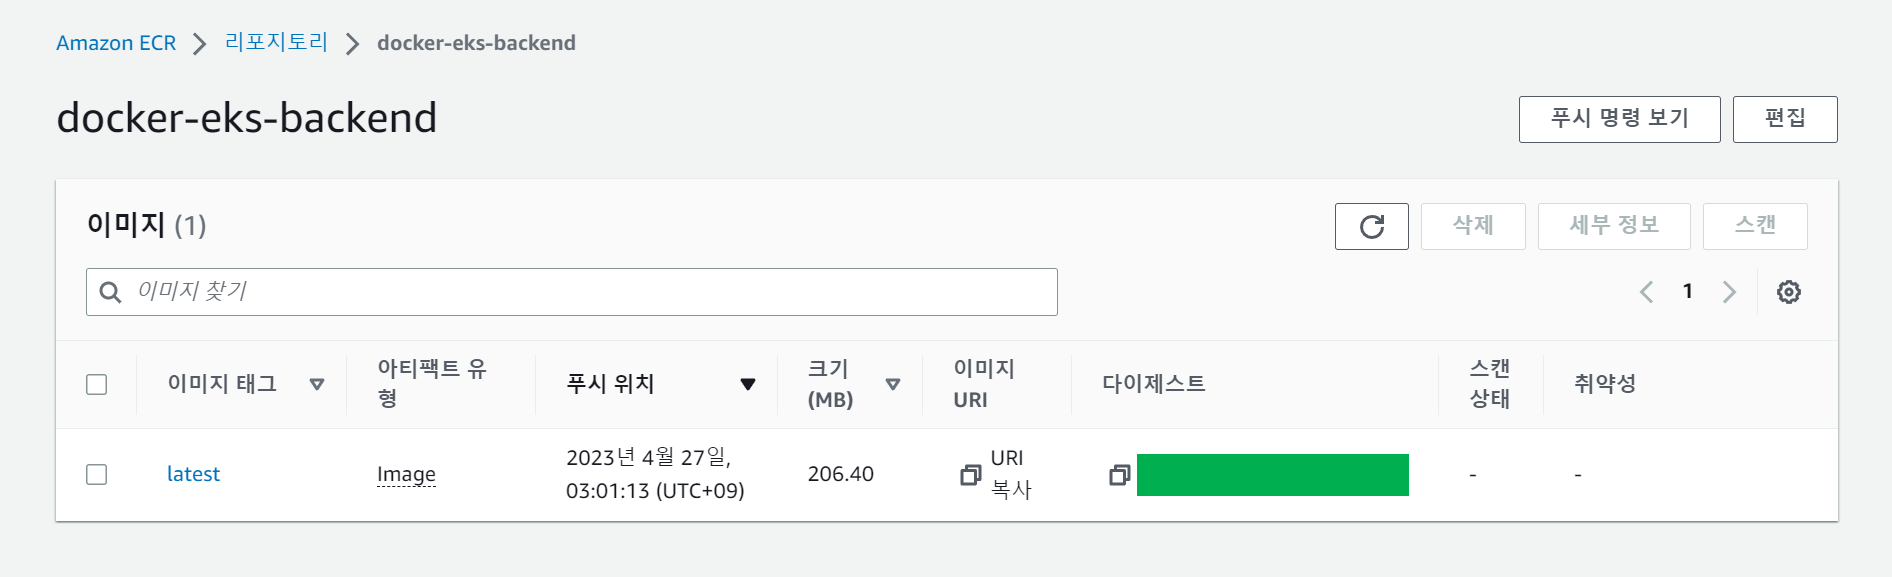 Amazon ECR > 리포지토리 > docker-eks-backend
docker-eks-backend
푸시 명령 보기 편집
이미지 (1)
삭제 세부 정보 스캔
이미지 찾기
1
이미지 태그 아티팩트 유형 푸시 위치 크기 (MB) 이미지 URI 다이제스트 스캔 상태 취약성
latest Image 2023년 4월 27일, 03:01:13 (UTC+09) 206.40 URI 복사 - -